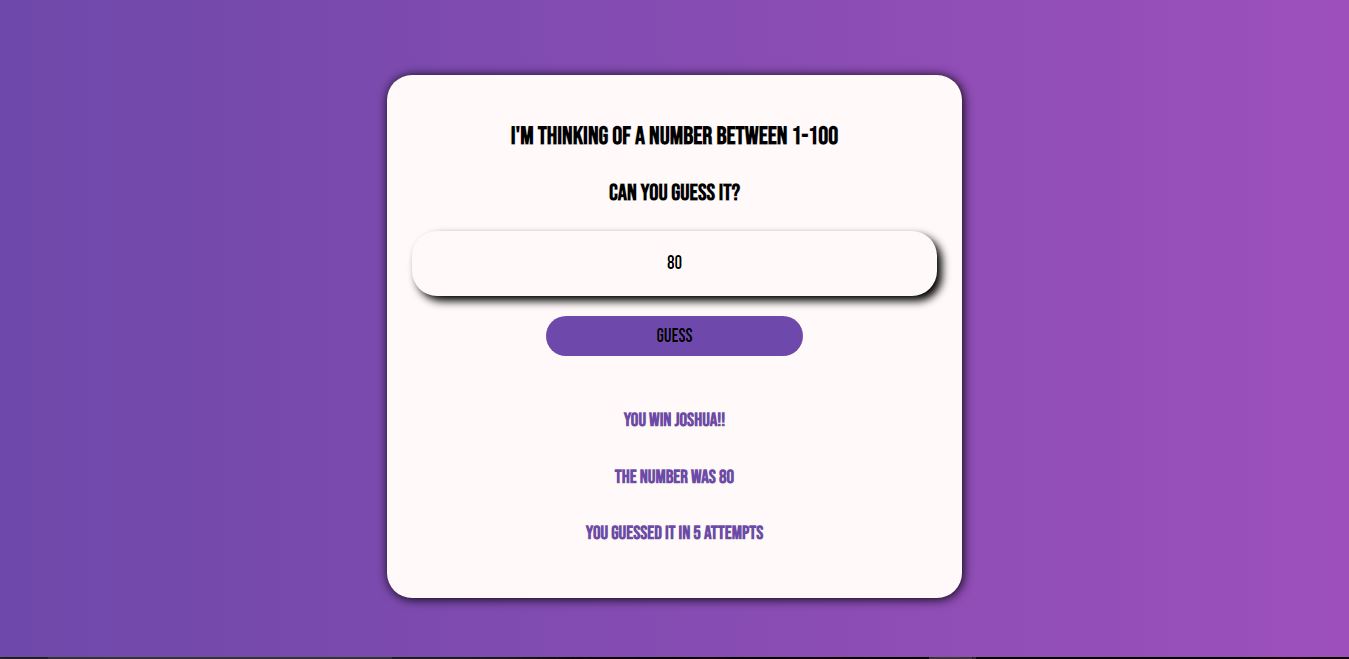 I'M THINKING OF A NUMBER BETWEEN 1-100
CAN YOU GUESS IT?
80
GUESS
YOU WIN JOSHUA!!
THE NUMBER WAS 80
YOU GUESSED IT IN 5 ATTEMPTS